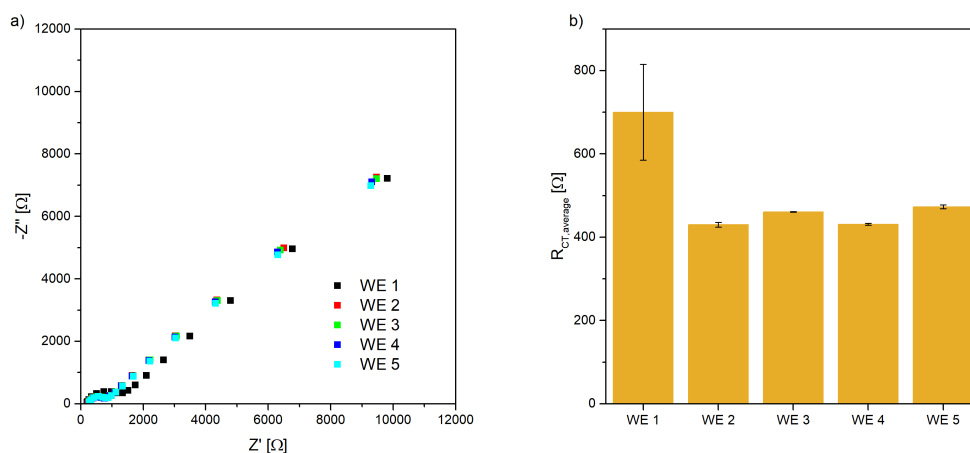 a)
12000
10000
8000
6000
4000
2000
0
-Z" [Ω]
0 2000 4000 6000 8000 10000 12000
Z' [Ω]
WE 1
WE 2
WE 3
WE 4
WE 5
b)
800
600
400
200
0
R_CT,average [Ω]
WE 1 WE 2 WE 3 WE 4 WE 5